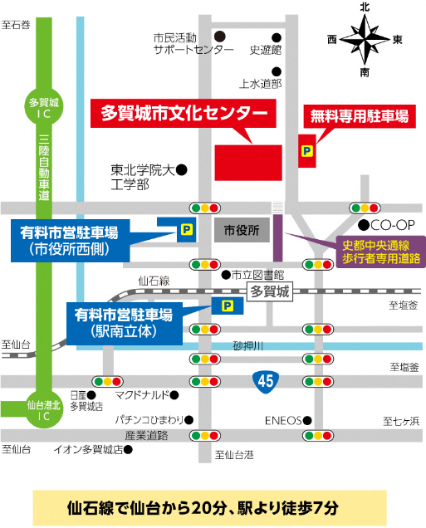 北
西
東
南
至石巻
市民活動
サポートセンター
史遊館
上水道部
多賀城
IC
多賀城市文化センター
無料専用駐車場
P
三陸自動車道
東北学院大
工学部
有料市営駐車場
(市役所西側)
P
市役所
CO-OP
史都中央通線
歩行者専用道路
市立図書館
仙石線
多賀城
有料市営駐車場
(駅南立体)
P
至塩釜
至仙台
砂押川
至塩釜
45
日産
多賀城店
マクドナルド
仙台港北
IC
パチンコひまわり
ENEOS
至七ヶ浜
産業道路
至仙台
イオン多賀城店
至仙台港
仙石線で仙台から20分、駅より徒歩7分